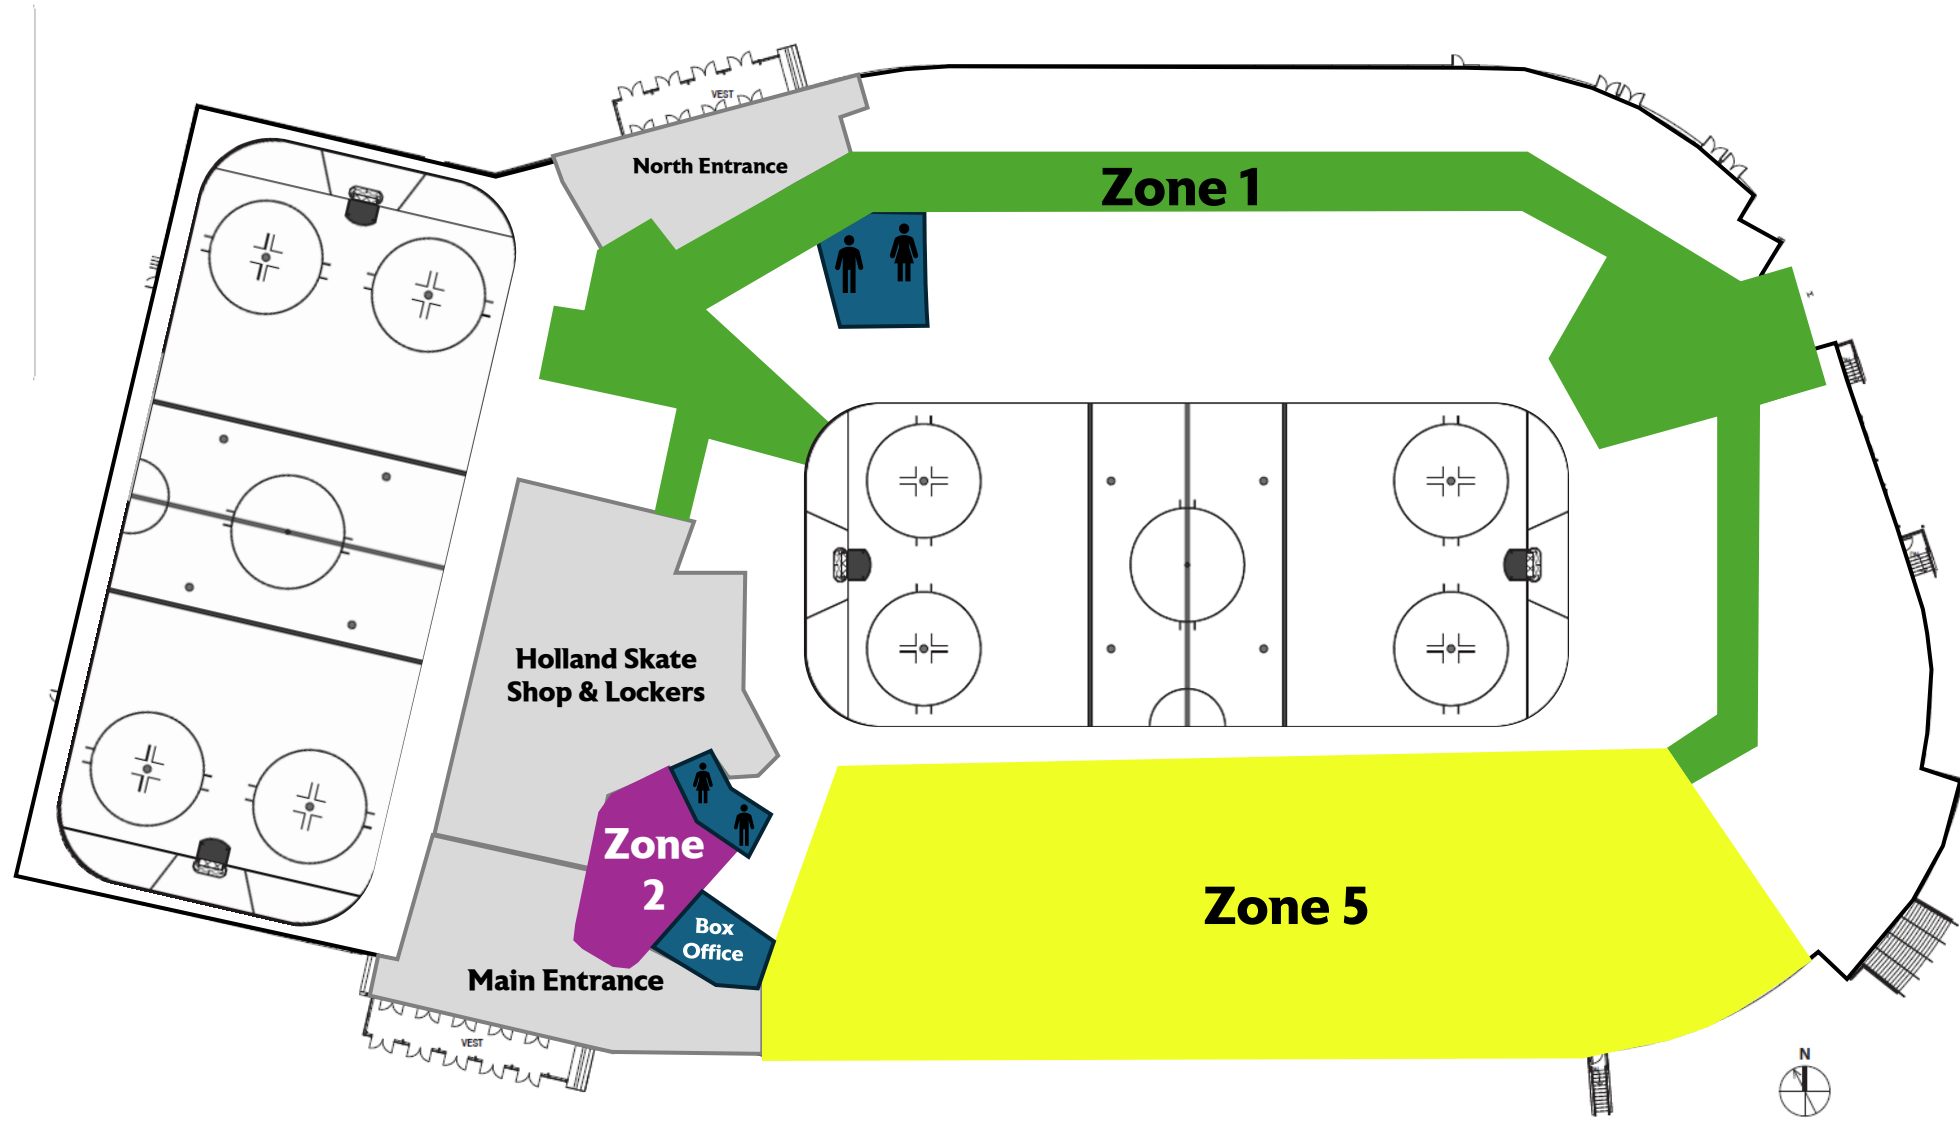 VEST
North Entrance
Zone 1
Holland Skate
Shop & Lockers
Zone
2
Box
Office
Zone 5
Main Entrance
VEST
N